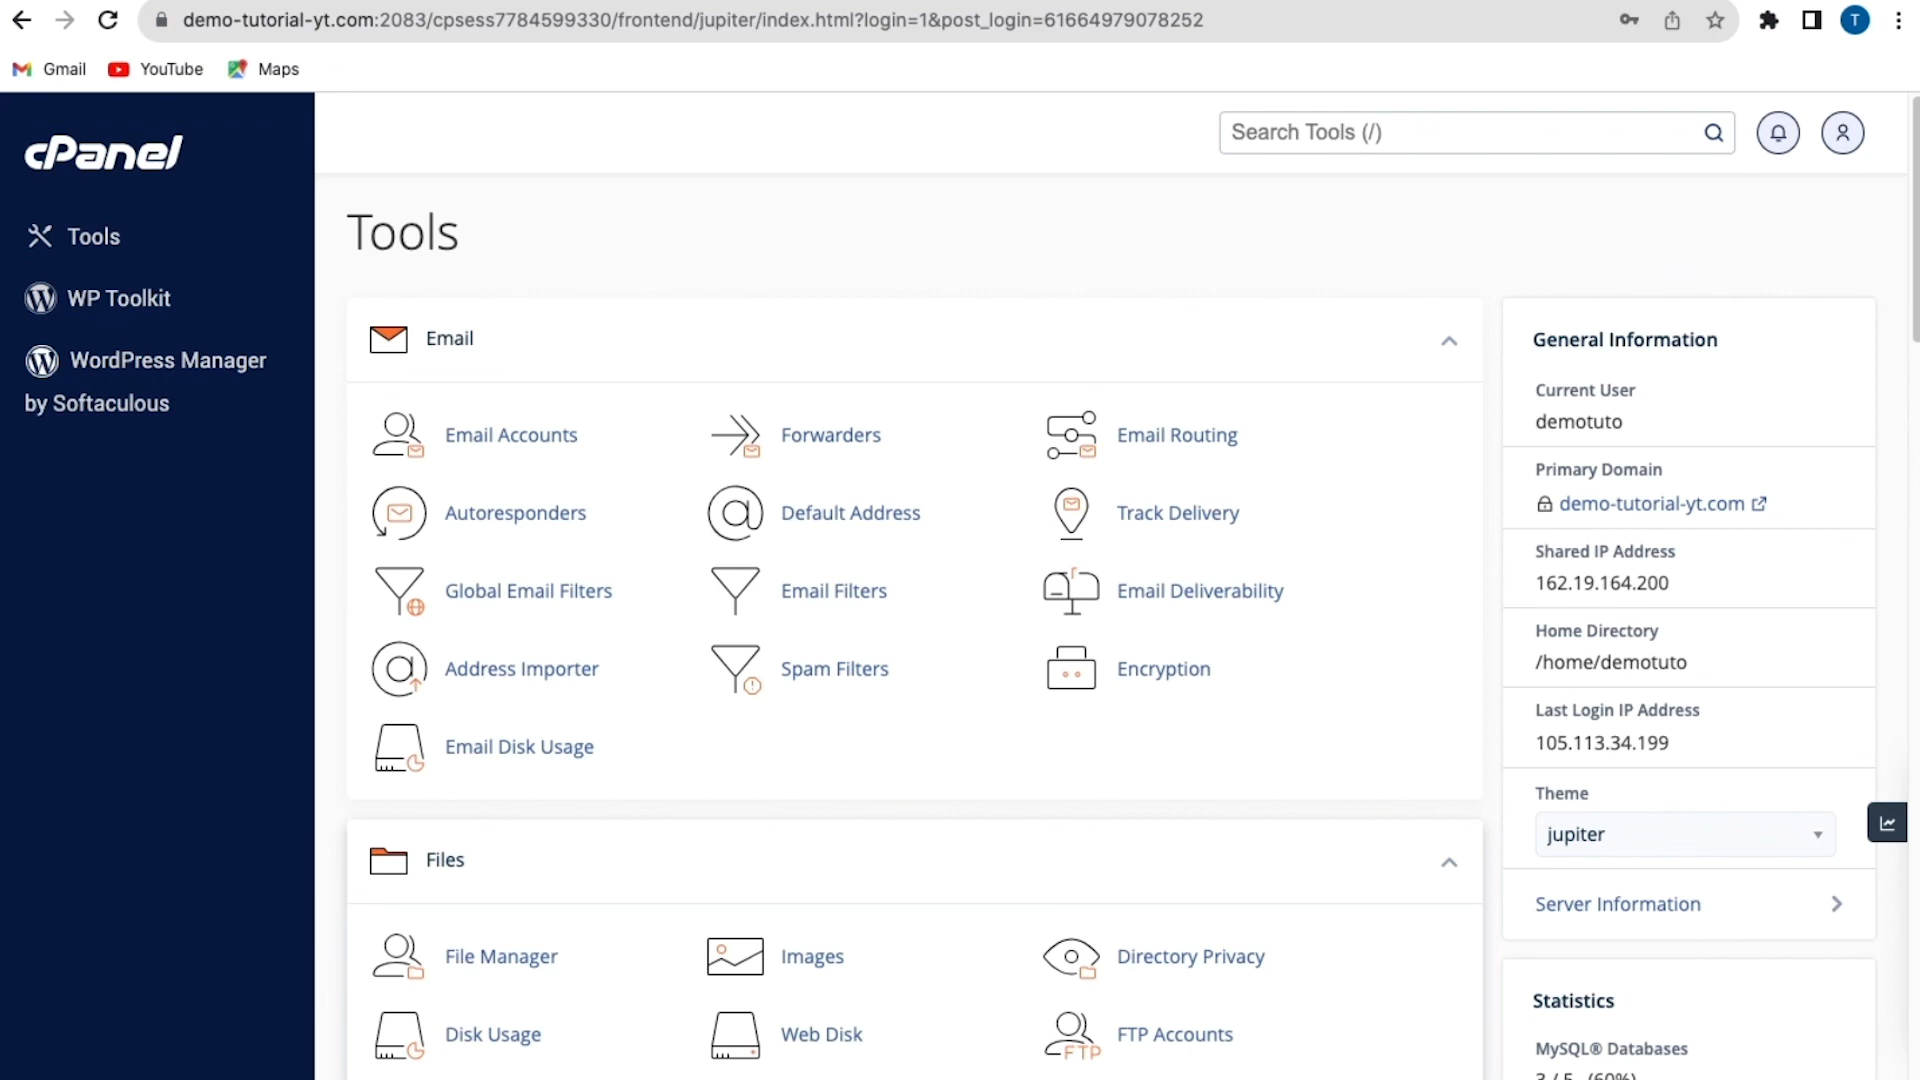 demo-tutorial-yt.com:2083/cpsess7784599330/frontend/jupiter/index.html?login=1&post_login=61664979078252
T
Gmail
YouTube
Maps
cPanel
Tools
WP Toolkit
WordPress Manager
by Softaculous
Search Tools (/)
Tools
Email
Email Accounts
Forwarders
Email Routing
Autoresponders
Default Address
Track Delivery
Global Email Filters
Email Filters
Email Deliverability
Address Importer
Spam Filters
Encryption
Email Disk Usage
Files
File Manager
Images
Directory Privacy
Disk Usage
Web Disk
FTP
FTP Accounts
General Information
Current User
demotuto
Primary Domain
demo-tutorial-yt.com
Shared IP Address
162.19.164.200
Home Directory
/home/demotuto
Last Login IP Address
105.113.34.199
Theme
jupiter
Server Information
Statistics
MySQL® Databases
3 / 5 (60%)